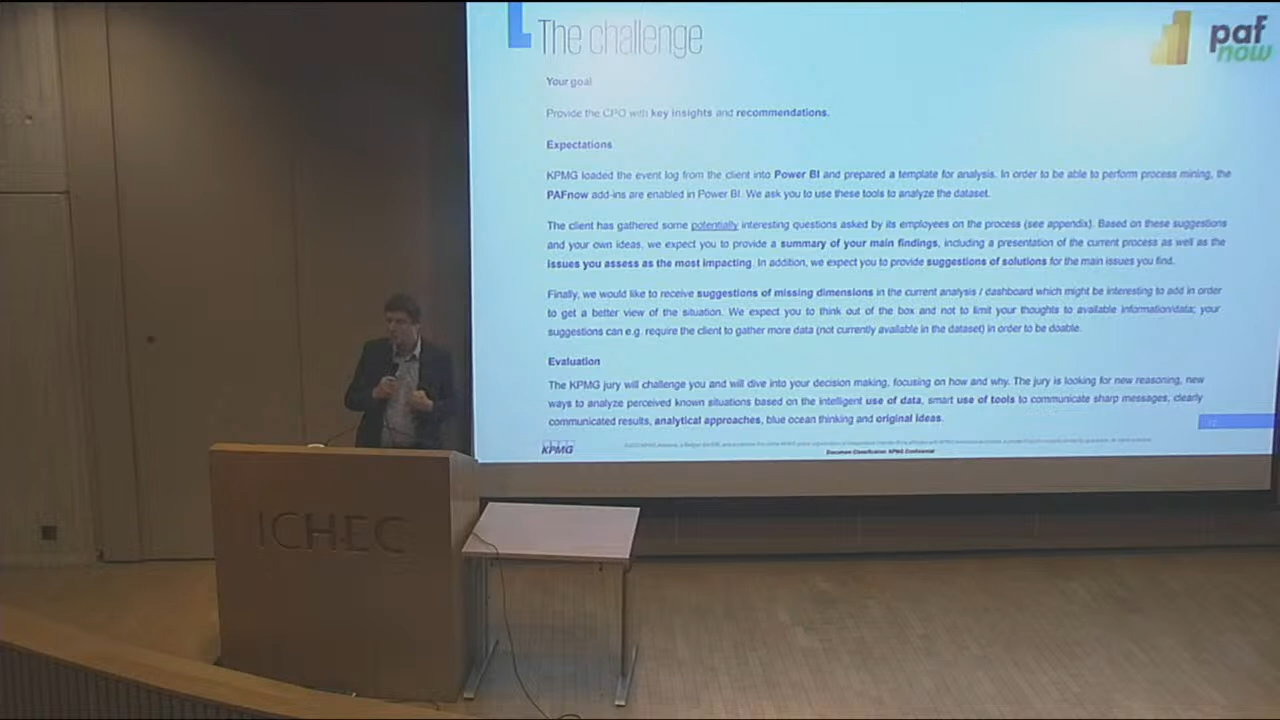 The challenge
paf
now
Your goal
Provide the CPO with key insights and recommendations.
Expectations
KPMG loaded the event log from the client into Power BI and prepared a template for analysis. In order to be able to perform process mining, the
PAFnow add-ins are enabled in Power BI. We ask you to use these tools to analyze the dataset.
The client has gathered some potentially interesting questions asked by its employees on the process (see appendix). Based on these suggestions
and your own ideas, we expect you to provide a summary of your main findings, including a presentation of the current process as well as the
issues you assess as the most impacting. In addition, we expect you to provide suggestions of solutions for the main issues you find.
Finally, we would like to receive suggestions of missing dimensions in the current analysis / dashboard which might be interesting to add in order
to get a better view of the situation. We expect you to think out of the box and not to limit your thoughts to available information/data; your
suggestions can e.g. require the client to gather more data (not currently available in the dataset) in order to be doable.
Evaluation
The KPMG jury will challenge you and will dive into your decision making, focusing on how and why. The jury is looking for new reasoning, new
ways to analyze perceived known situations based on the intelligent use of data, smart use of tools to communicate sharp messages, clearly
communicated results, analytical approaches, blue ocean thinking and original ideas.
KPMG
Document Classification: KPMG Confidential
ICHEC